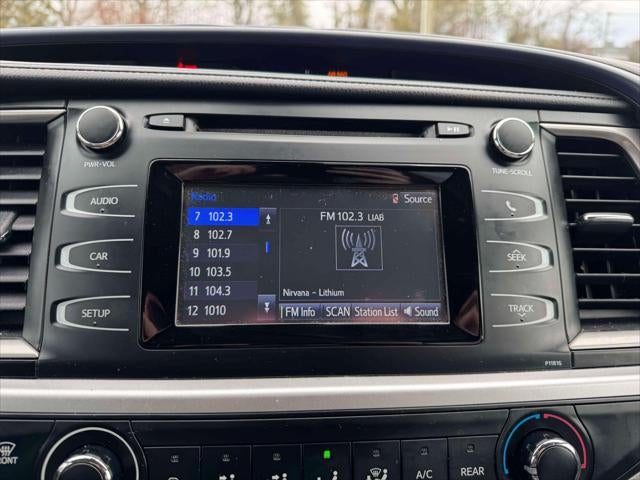 PWR•VOL
TUNE•SCROLL
AUDIO
CAR
SETUP
SEEK
TRACK
Radio
Source
7 102.3
8 102.7
9 101.9
10 103.5
11 104.3
12 1010
FM 102.3 LIAB
Nirvana - Lithium
FM Info SCAN Station List Sound
P11816
FRONT
A/C
REAR